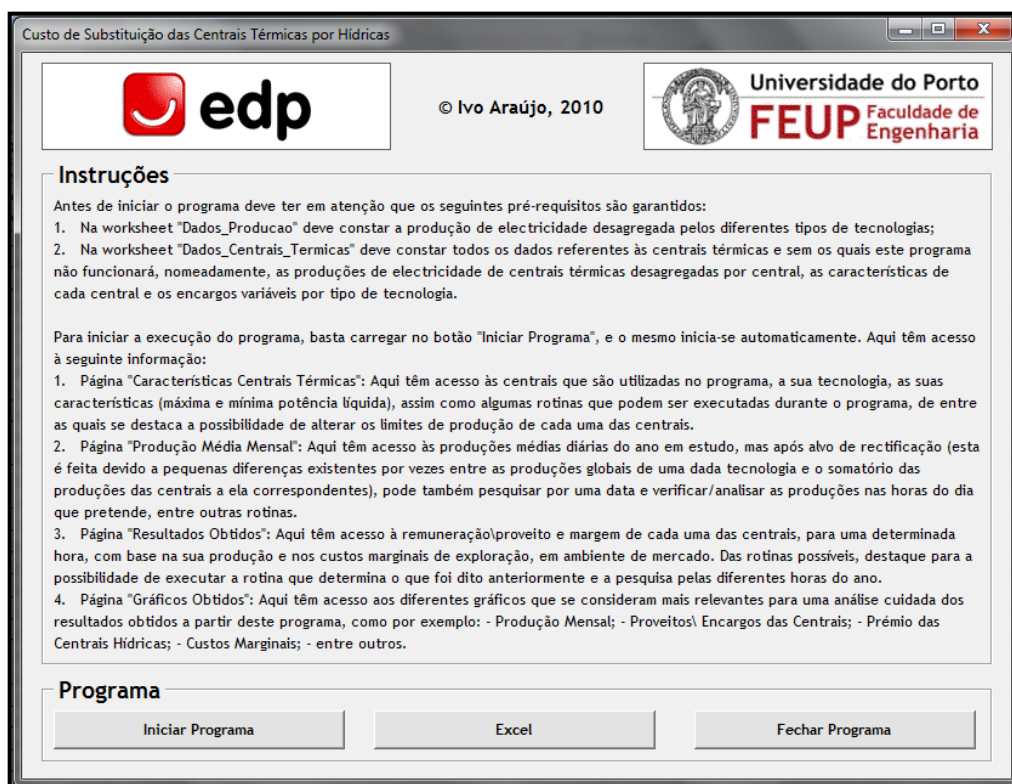 Custo de Substituição das Centrais Térmicas por Hídricas
edp
© Ivo Araújo, 2010
Universidade do Porto
FEUP Faculdade de
Engenharia
Instruções
Antes de iniciar o programa deve ter em atenção que os seguintes pré-requisitos são garantidos:
1. Na worksheet "Dados_Producao" deve constar a produção de electricidade desagregada pelos diferentes tipos de tecnologias;
2. Na worksheet "Dados_Centrais_Termicas" deve constar todos os dados referentes às centrais térmicas e sem os quais este programa
não funcionará, nomeadamente, as produções de electricidade de centrais térmicas desagregadas por central, as características de
cada central e os encargos variáveis por tipo de tecnologia.
Para iniciar a execução do programa, basta carregar no botão "Iniciar Programa", e o mesmo inicia-se automaticamente. Aqui têm acesso
à seguinte informação:
1. Página "Características Centrais Térmicas": Aqui têm acesso às centrais que são utilizadas no programa, a sua tecnologia, as suas
características (máxima e mínima potência líquida), assim como algumas rotinas que podem ser executadas durante o programa, de entre
as quais se destaca a possibilidade de alterar os limites de produção de cada uma das centrais.
2. Página "Produção Média Mensal": Aqui têm acesso às produções médias diárias do ano em estudo, mas após alvo de rectificação (esta
é feita devido a pequenas diferenças existentes por vezes entre as produções globais de uma dada tecnologia e o somatório das
produções das centrais a ela correspondentes), pode também pesquisar por uma data e verificar/analisar as produções nas horas do dia
que pretende, entre outras rotinas.
3. Página "Resultados Obtidos": Aqui têm acesso à remuneração\proveito e margem de cada uma das centrais, para uma determinada
hora, com base na sua produção e nos custos marginais de exploração, em ambiente de mercado. Das rotinas possíveis, destaque para a
possibilidade de executar a rotina que determina o que foi dito anteriormente e a pesquisa pelas diferentes horas do ano.
4. Página "Gráficos Obtidos": Aqui têm acesso aos diferentes gráficos que se consideram mais relevantes para uma análise cuidada dos
resultados obtidos a partir deste programa, como por exemplo: - Produção Mensal; - Proveitos\ Encargos das Centrais; - Prémio das
Centrais Hídricas; - Custos Marginais; - entre outros.
Programa
Iniciar Programa
Excel
Fechar Programa